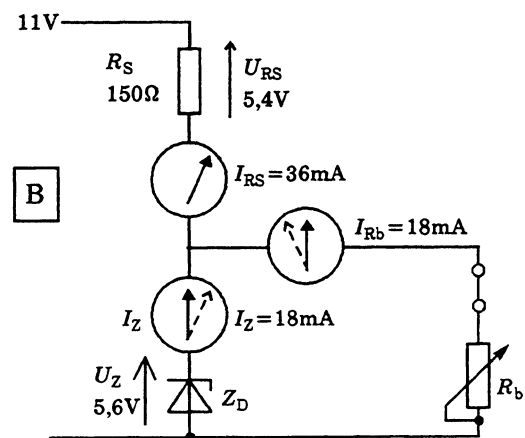 11V
R_S
150Ω
U_RS
5,4V
I_RS = 36mA
B
I_Rb = 18mA
I_Z
I_Z = 18mA
U_Z
5,6V
Z_D
R_b